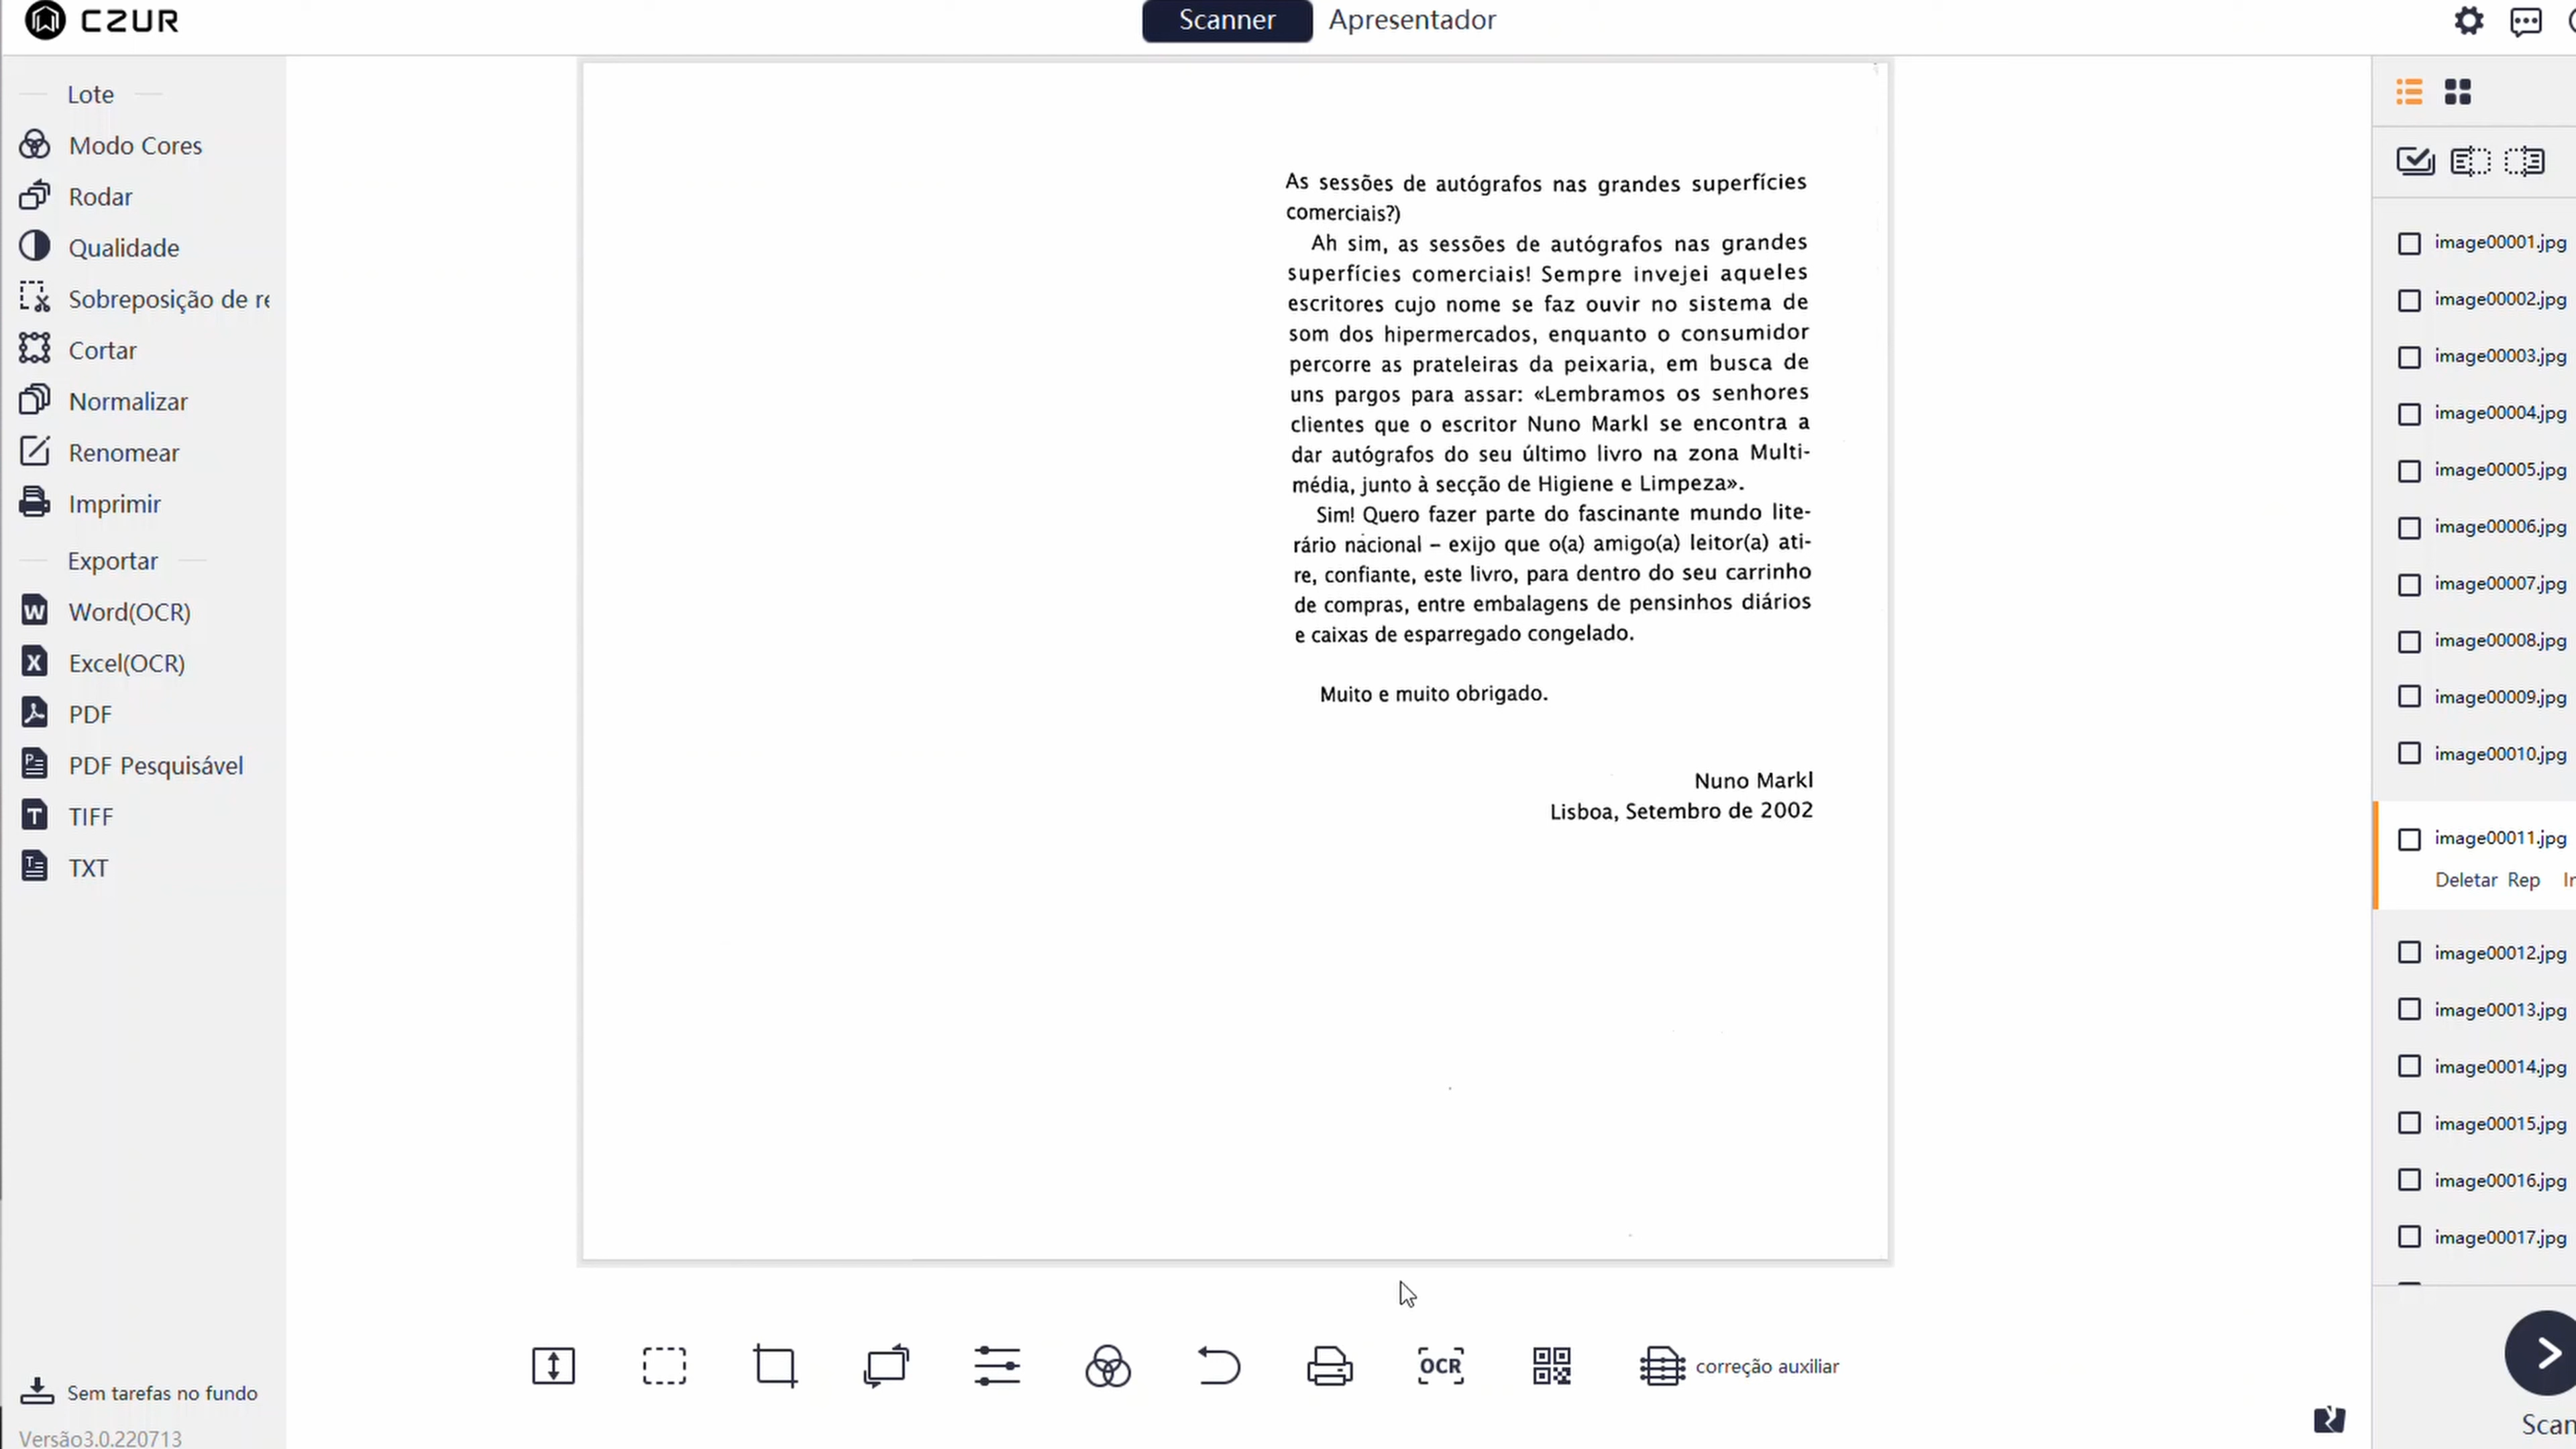 CZUR
Scanner Apresentador
Lote
Modo Cores
Rodar
Qualidade
Sobreposição de re
Cortar
Normalizar
Renomear
Imprimir
Exportar
Word(OCR)
Excel(OCR)
PDF
PDF Pesquisável
TIFF
TXT
Sem tarefas no fundo
Versão3.0.220713
As sessões de autógrafos nas grandes superfícies
comerciais?)
Ah sim, as sessões de autógrafos nas grandes
superfícies comerciais! Sempre invejei aqueles
escritores cujo nome se faz ouvir no sistema de
som dos hipermercados, enquanto o consumidor
percorre as prateleiras da peixaria, em busca de
uns pargos para assar: «Lembramos os senhores
clientes que o escritor Nuno Markl se encontra a
dar autógrafos do seu último livro na zona Multi-
média, junto à secção de Higiene e Limpeza».
Sim! Quero fazer parte do fascinante mundo lite-
rário nacional – exijo que o(a) amigo(a) leitor(a) ati-
re, confiante, este livro, para dentro do seu carrinho
de compras, entre embalagens de pensinhos diários
e caixas de esparregado congelado.
Muito e muito obrigado.
Nuno Markl
Lisboa, Setembro de 2002
OCR
correção auxiliar
image00001.jpg
image00002.jpg
image00003.jpg
image00004.jpg
image00005.jpg
image00006.jpg
image00007.jpg
image00008.jpg
image00009.jpg
image00010.jpg
image00011.jpg
Deletar Rep In
image00012.jpg
image00013.jpg
image00014.jpg
image00015.jpg
image00016.jpg
image00017.jpg
Scan